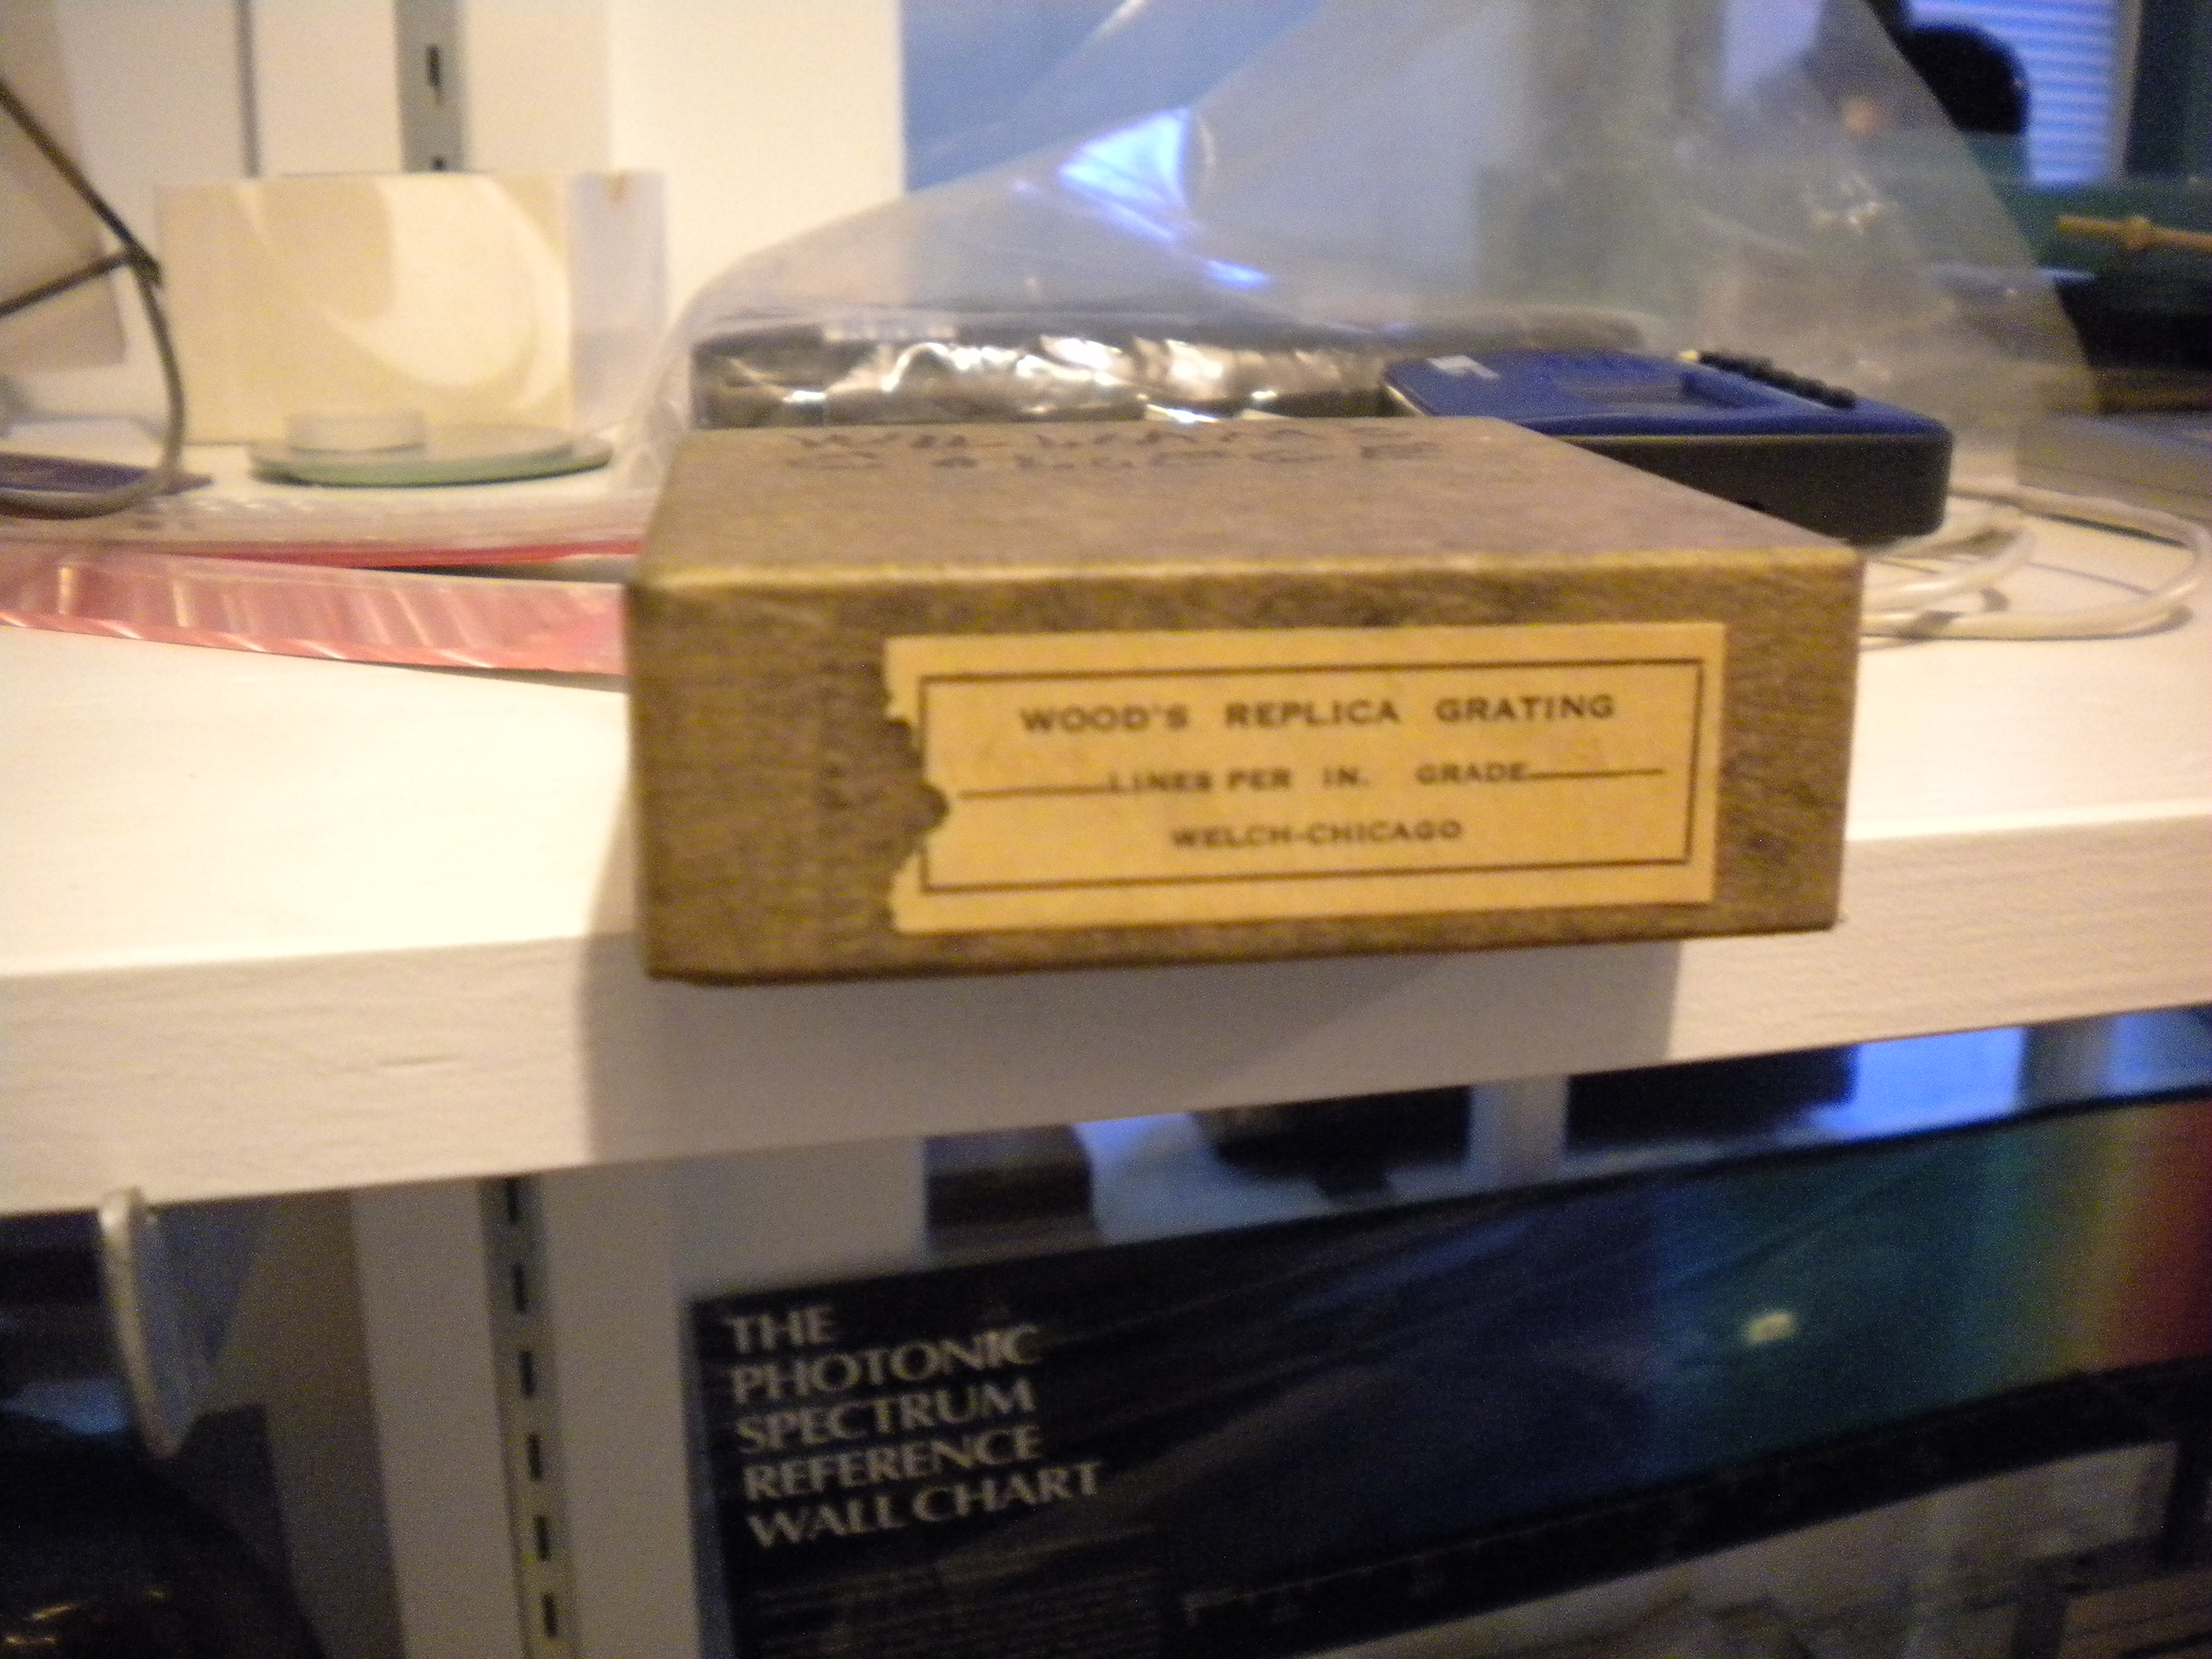 WOOD'S REPLICA GRATING
LINES PER IN. GRADE
WELCH-CHICAGO
THE
PHOTONIC
SPECTRUM
REFERENCE
WALL CHART